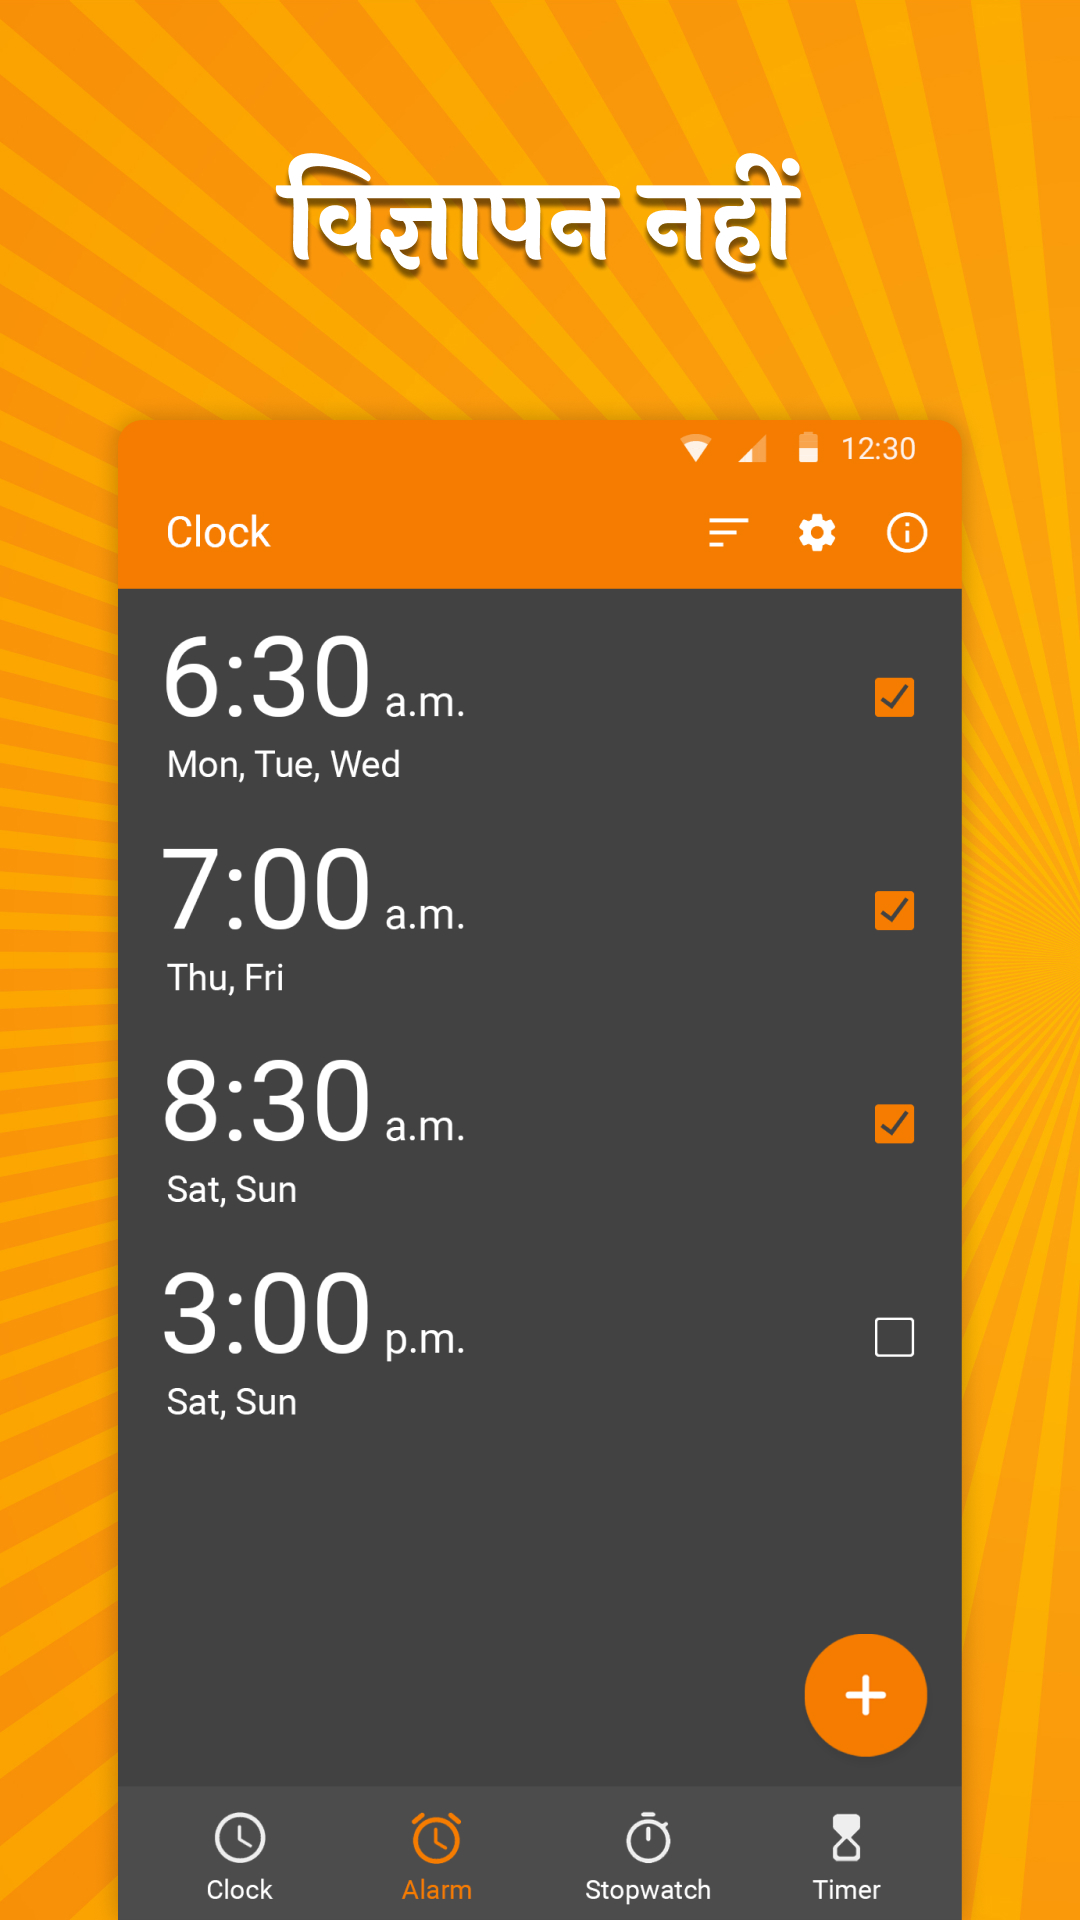 विज्ञापन नहीं
12:30
Clock
6:30 a.m.
Mon, Tue, Wed
7:00 a.m.
Thu, Fri
8:30 a.m.
Sat, Sun
3:00 p.m.
Sat, Sun
Clock Alarm Stopwatch Timer